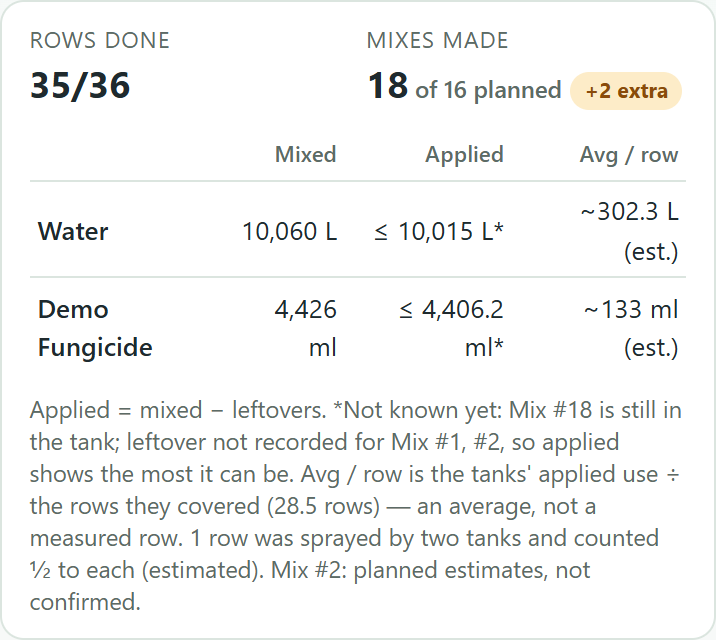 ROWS DONE
35/36
MIXES MADE
18 of 16 planned +2 extra
Mixed Applied Avg / row
Water 10,060 L ≤ 10,015 L* ~302.3 L (est.)
Demo Fungicide 4,426 ml ≤ 4,406.2 ml* ~133 ml (est.)
Applied = mixed − leftovers. *Not known yet: Mix #18 is still in
the tank; leftover not recorded for Mix #1, #2, so applied
shows the most it can be. Avg / row is the tanks' applied use ÷
the rows they covered (28.5 rows) — an average, not a
measured row. 1 row was sprayed by two tanks and counted
½ to each (estimated). Mix #2: planned estimates, not
confirmed.